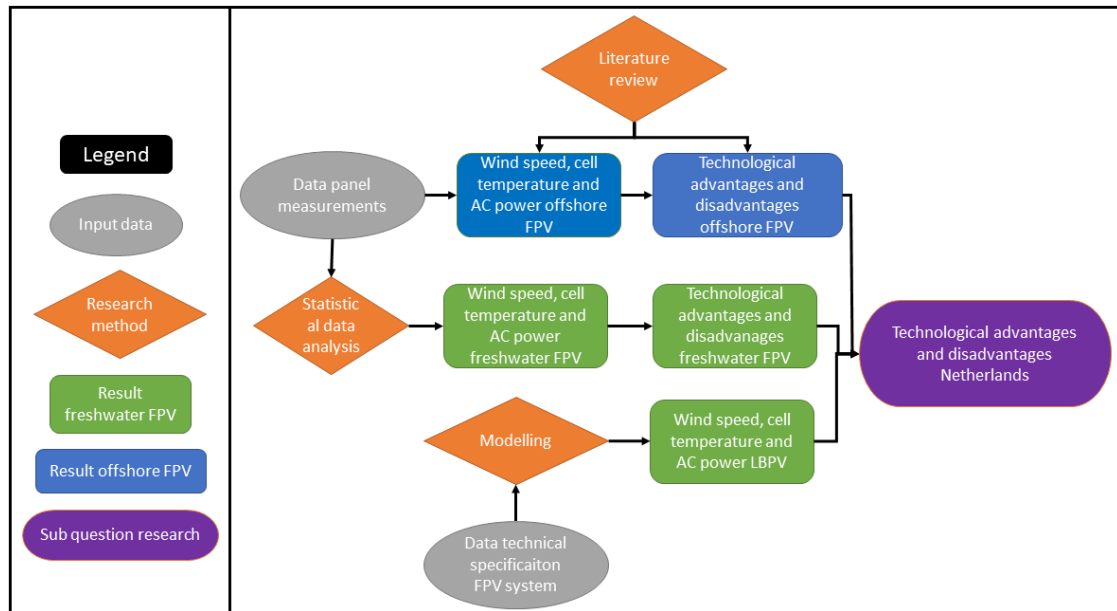 Legend
Input data
Research
method
Result
freshwater FPV
Result offshore FPV
Sub question research
Literature
review
Data panel
measurements
Wind speed, cell
temperature and
AC power offshore
FPV
Technological
advantages and
disadvantages
offshore FPV
Statistic
al data
analysis
Wind speed, cell
temperature and
AC power
freshwater FPV
Technological
advantages and
disadvanages
freshwater FPV
Technological advantages
and disadvantages
Netherlands
Modelling
Wind speed, cell
temperature and
AC power LBPV
Data technical
specificaiton
FPV system